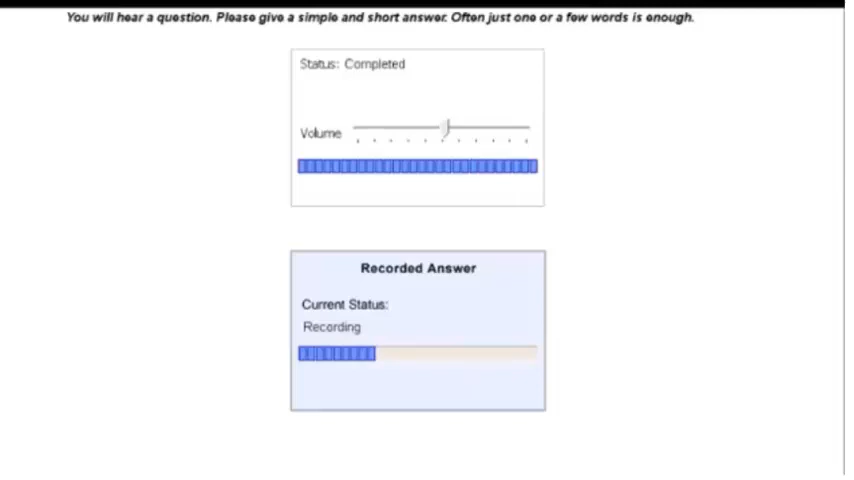 You will hear a question. Please give a simple and short answer. Often just one or a few words is enough.
Status: Completed
Volume
Recorded Answer
Current Status:
Recording